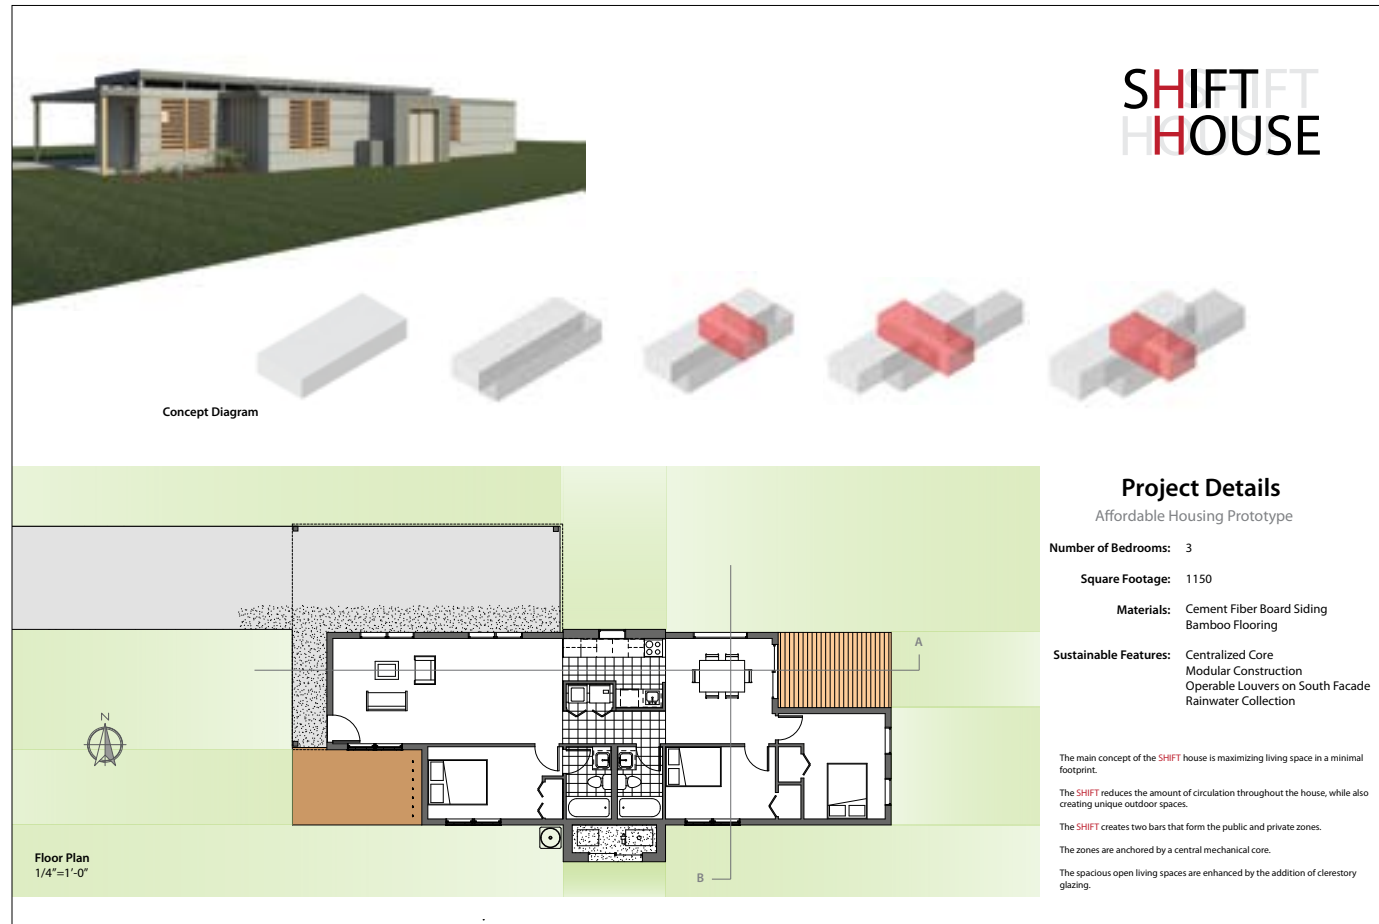 SHIFT
HOUSE
Concept Diagram
Project Details
Affordable Housing Prototype
Number of Bedrooms: 3
Square Footage: 1150
Materials: Cement Fiber Board Siding
Bamboo Flooring
Sustainable Features: Centralized Core
Modular Construction
Operable Louvers on South Facade
Rainwater Collection
The main concept of the SHIFT house is maximizing living space in a minimal
footprint.
The SHIFT reduces the amount of circulation throughout the house, while also
creating unique outdoor spaces.
The SHIFT creates two bars that form the public and private zones.
The zones are anchored by a central mechanical core.
The spacious open living spaces are enhanced by the addition of clerestory
glazing.
A
N
B
Floor Plan
1/4"=1'-0"